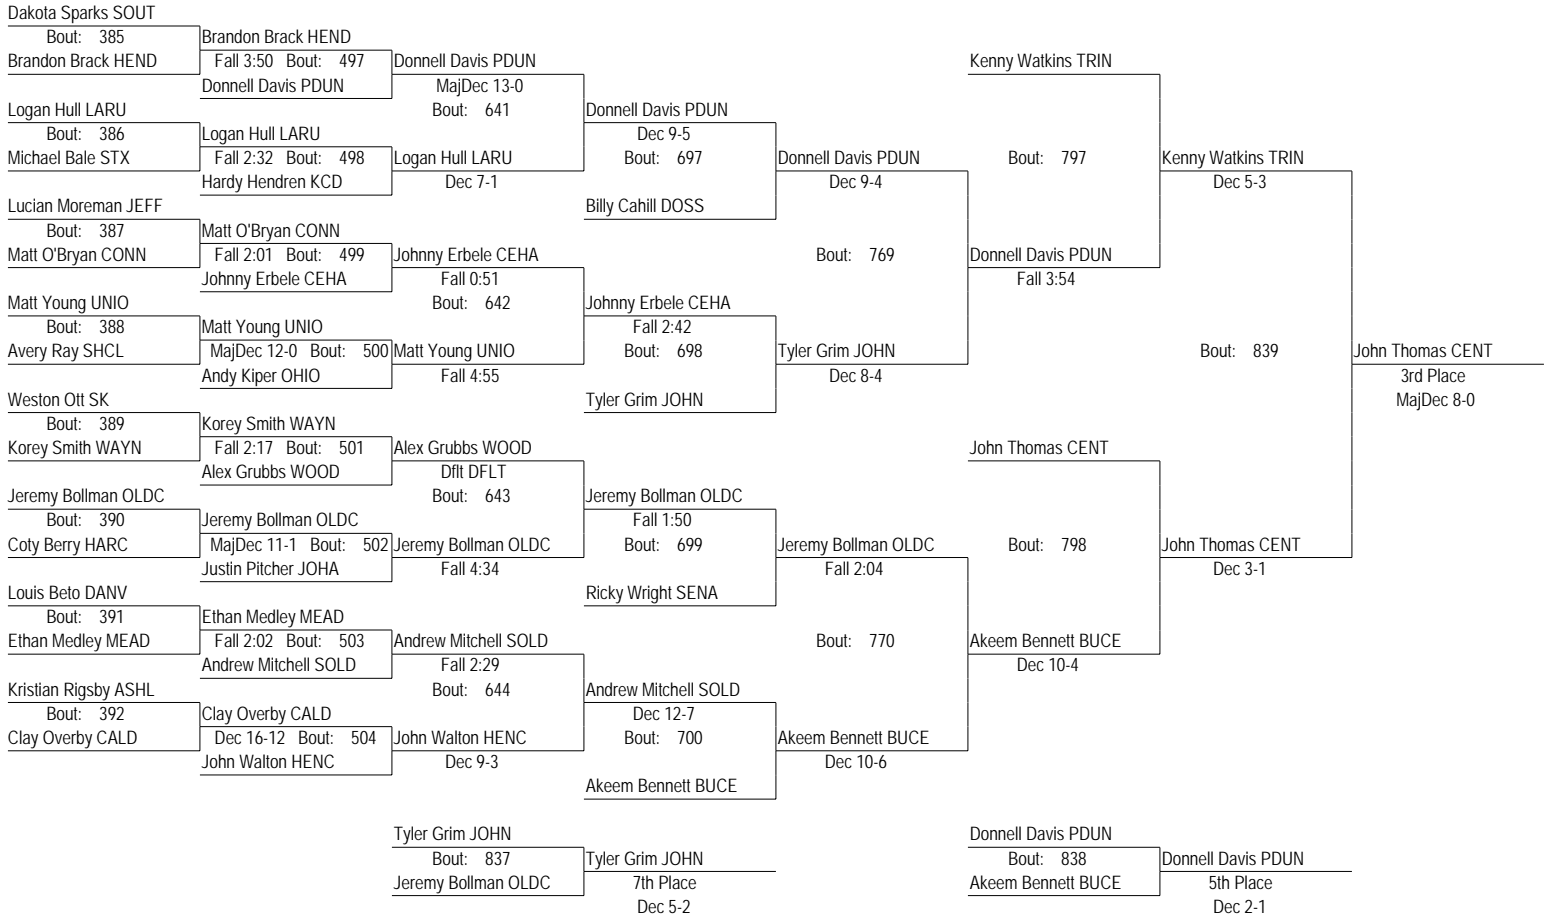 Dakota Sparks SOUT
Bout: 385
Brandon Brack HEND
Brandon Brack HEND
Fall 3:50 Bout: 497
Donnell Davis PDUN
Donnell Davis PDUN
MajDec 13-0
Bout: 641
Logan Hull LARU
Bout: 386
Michael Bale STX
Logan Hull LARU
Fall 2:32 Bout: 498
Hardy Hendren KCD
Logan Hull LARU
Dec 7-1
Donnell Davis PDUN
Dec 9-5
Bout: 697
Billy Cahill DOSS
Donnell Davis PDUN
Dec 9-4
Bout: 769
Lucian Moreman JEFF
Bout: 387
Matt O'Bryan CONN
Matt O'Bryan CONN
Fall 2:01 Bout: 499
Johnny Erbele CEHA
Johnny Erbele CEHA
Fall 0:51
Bout: 642
Matt Young UNIO
Bout: 388
Avery Ray SHCL
Matt Young UNIO
MajDec 12-0 Bout: 500
Andy Kiper OHIO
Matt Young UNIO
Fall 4:55
Johnny Erbele CEHA
Fall 2:42
Bout: 698
Tyler Grim JOHN
Tyler Grim JOHN
Dec 8-4
Kenny Watkins TRIN
Bout: 797
Donnell Davis PDUN
Fall 3:54
Kenny Watkins TRIN
Dec 5-3
Bout: 839
John Thomas CENT
3rd Place
MajDec 8-0
Weston Ott SK
Bout: 389
Korey Smith WAYN
Korey Smith WAYN
Fall 2:17 Bout: 501
Alex Grubbs WOOD
Alex Grubbs WOOD
Dflt DFLT
Bout: 643
Jeremy Bollman OLDC
Bout: 390
Coty Berry HARC
Jeremy Bollman OLDC
MajDec 11-1 Bout: 502
Justin Pitcher JOHA
Jeremy Bollman OLDC
Fall 4:34
Jeremy Bollman OLDC
Fall 1:50
Bout: 699
Ricky Wright SENA
Jeremy Bollman OLDC
Fall 2:04
Bout: 770
Louis Beto DANV
Bout: 391
Ethan Medley MEAD
Ethan Medley MEAD
Fall 2:02 Bout: 503
Andrew Mitchell SOLD
Andrew Mitchell SOLD
Fall 2:29
Bout: 644
Kristian Rigsby ASHL
Bout: 392
Clay Overby CALD
Clay Overby CALD
Dec 16-12 Bout: 504
John Walton HENC
John Walton HENC
Dec 9-3
Andrew Mitchell SOLD
Dec 12-7
Bout: 700
Akeem Bennett BUCE
Akeem Bennett BUCE
Dec 10-6
John Thomas CENT
Bout: 798
Akeem Bennett BUCE
Dec 10-4
John Thomas CENT
Dec 3-1
Tyler Grim JOHN
Bout: 837
Jeremy Bollman OLDC
Tyler Grim JOHN
7th Place
Dec 5-2
Donnell Davis PDUN
Bout: 838
Akeem Bennett BUCE
Donnell Davis PDUN
5th Place
Dec 2-1